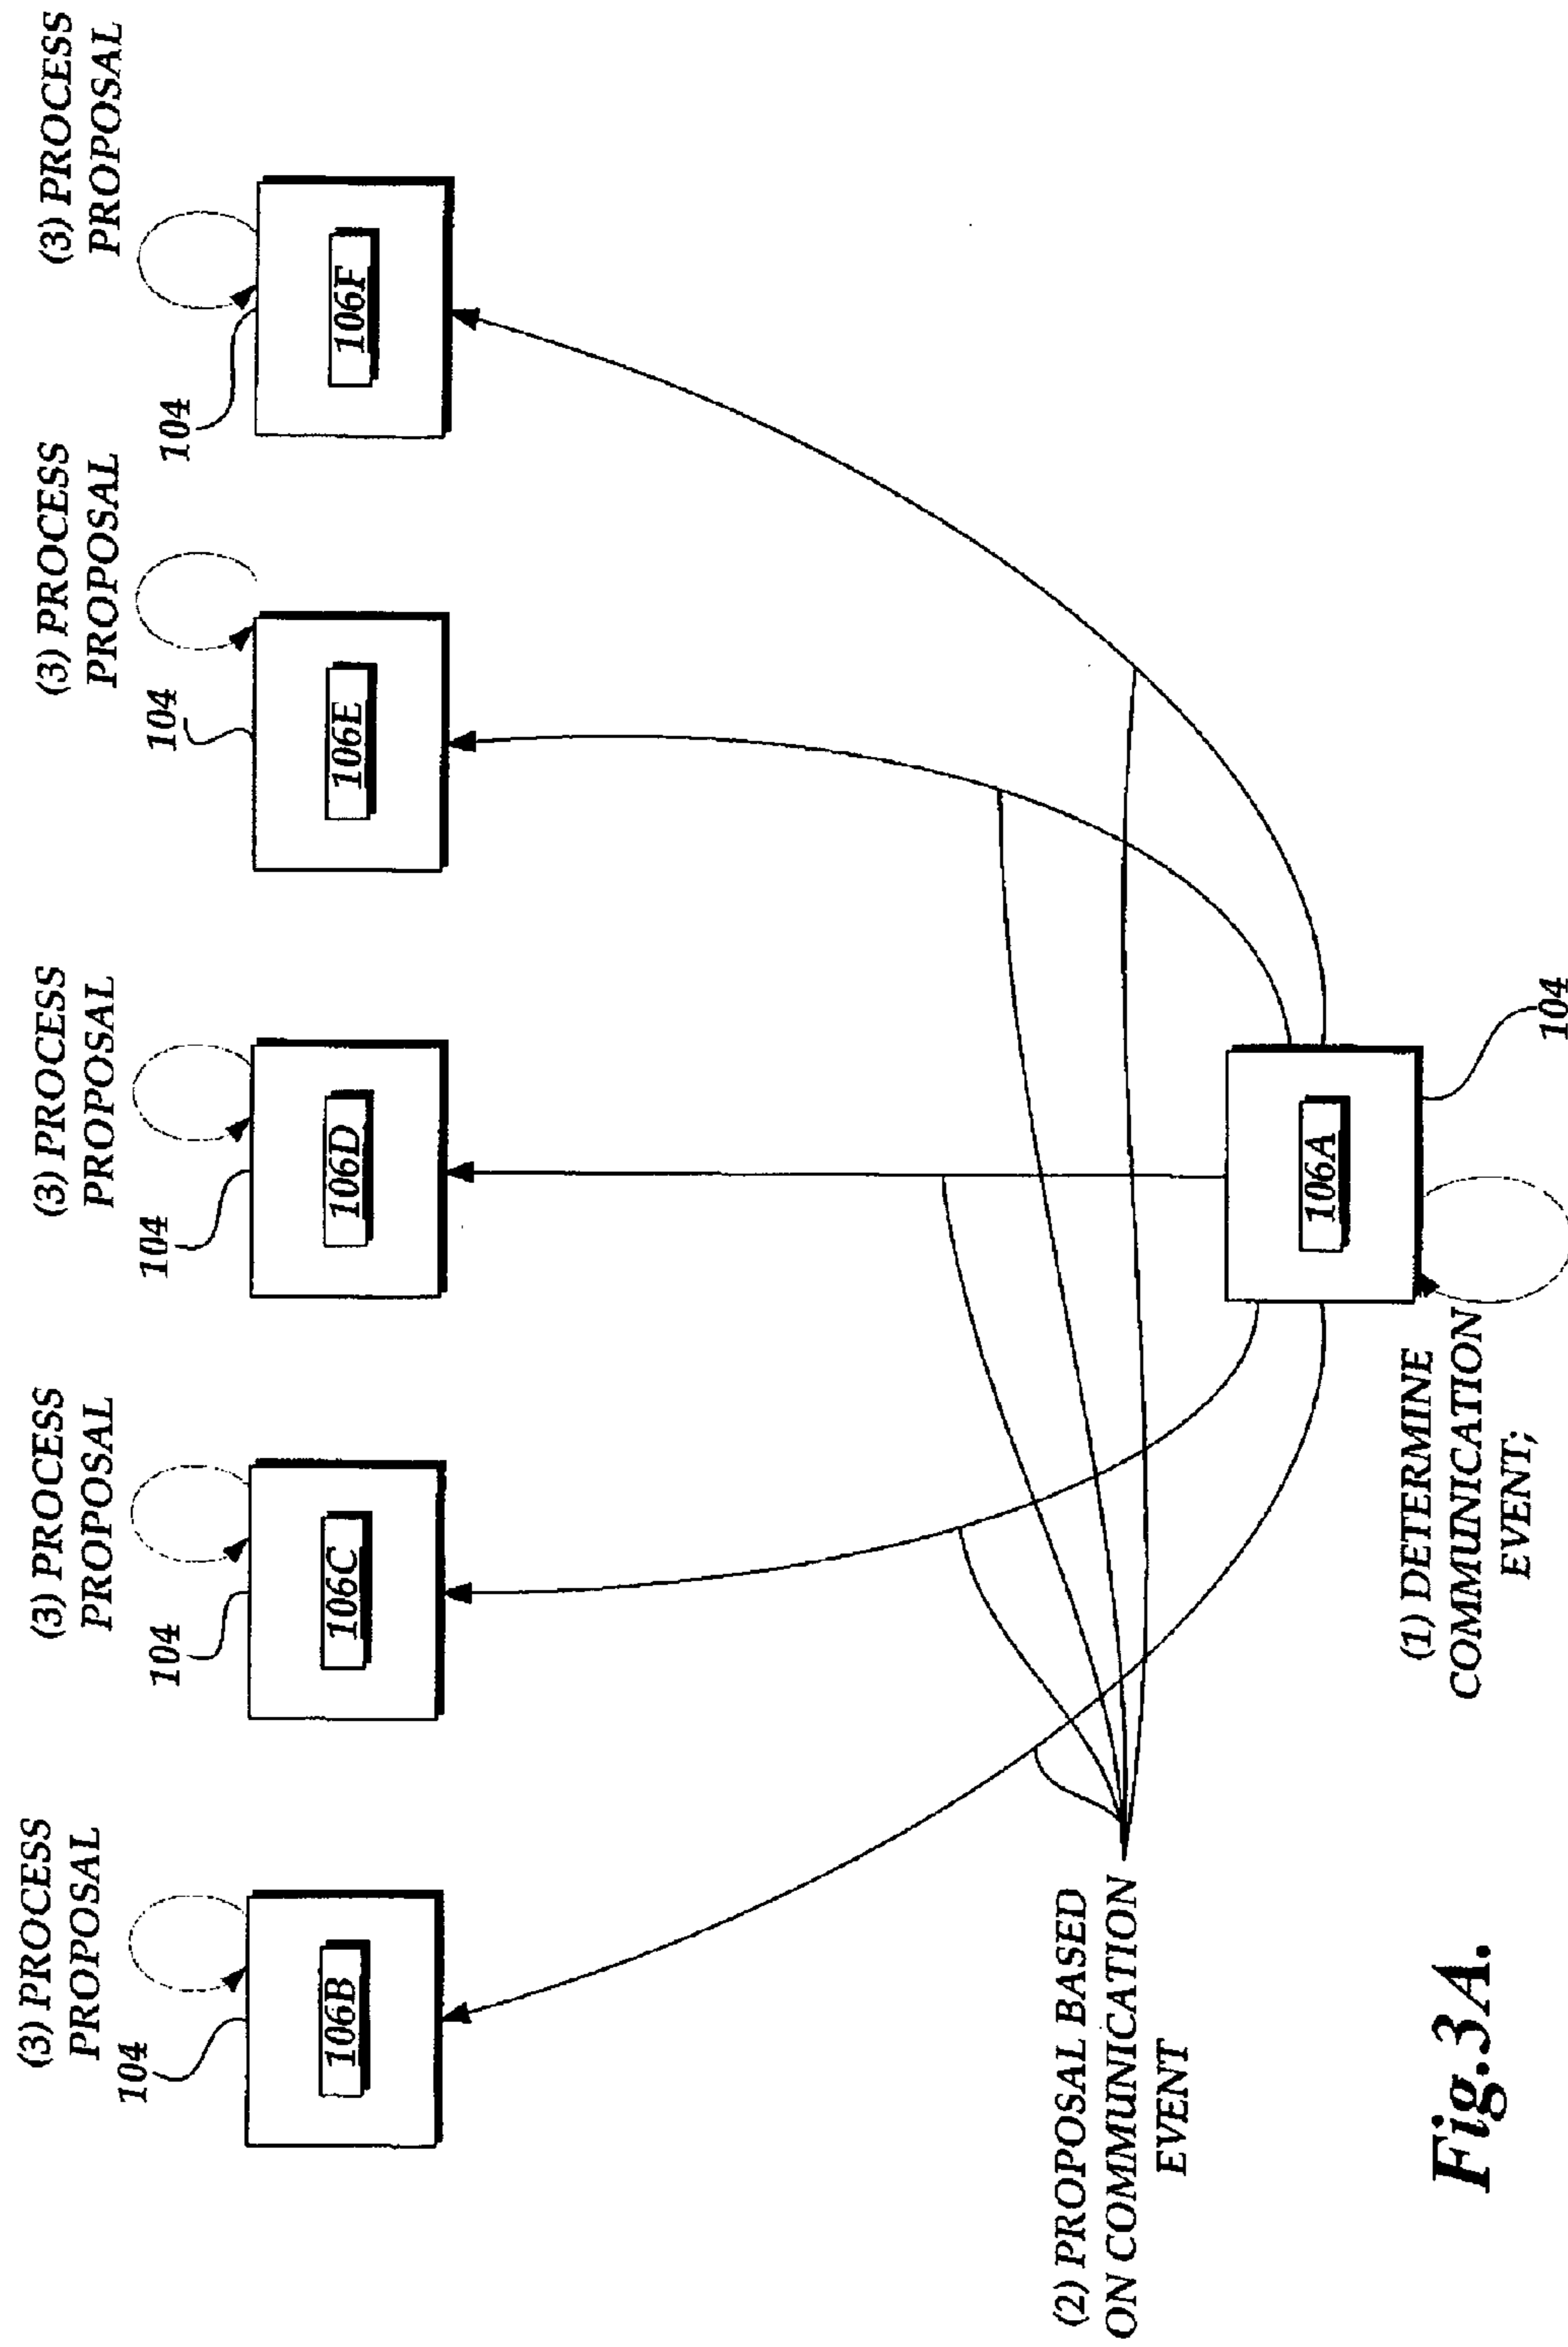 (3) PROCESS
PROPOSAL
(3) PROCESS
PROPOSAL
(3) PROCESS
PROPOSAL
(3) PROCESS
PROPOSAL
(3) PROCESS
PROPOSAL
104
104
104
104
104
106B
106C
106D
106E
106F
(2) PROPOSAL BASED
ON COMMUNICATION
EVENT
106A
104
(1) DETERMINE
COMMUNICATION
EVENT;
Fig.3A.